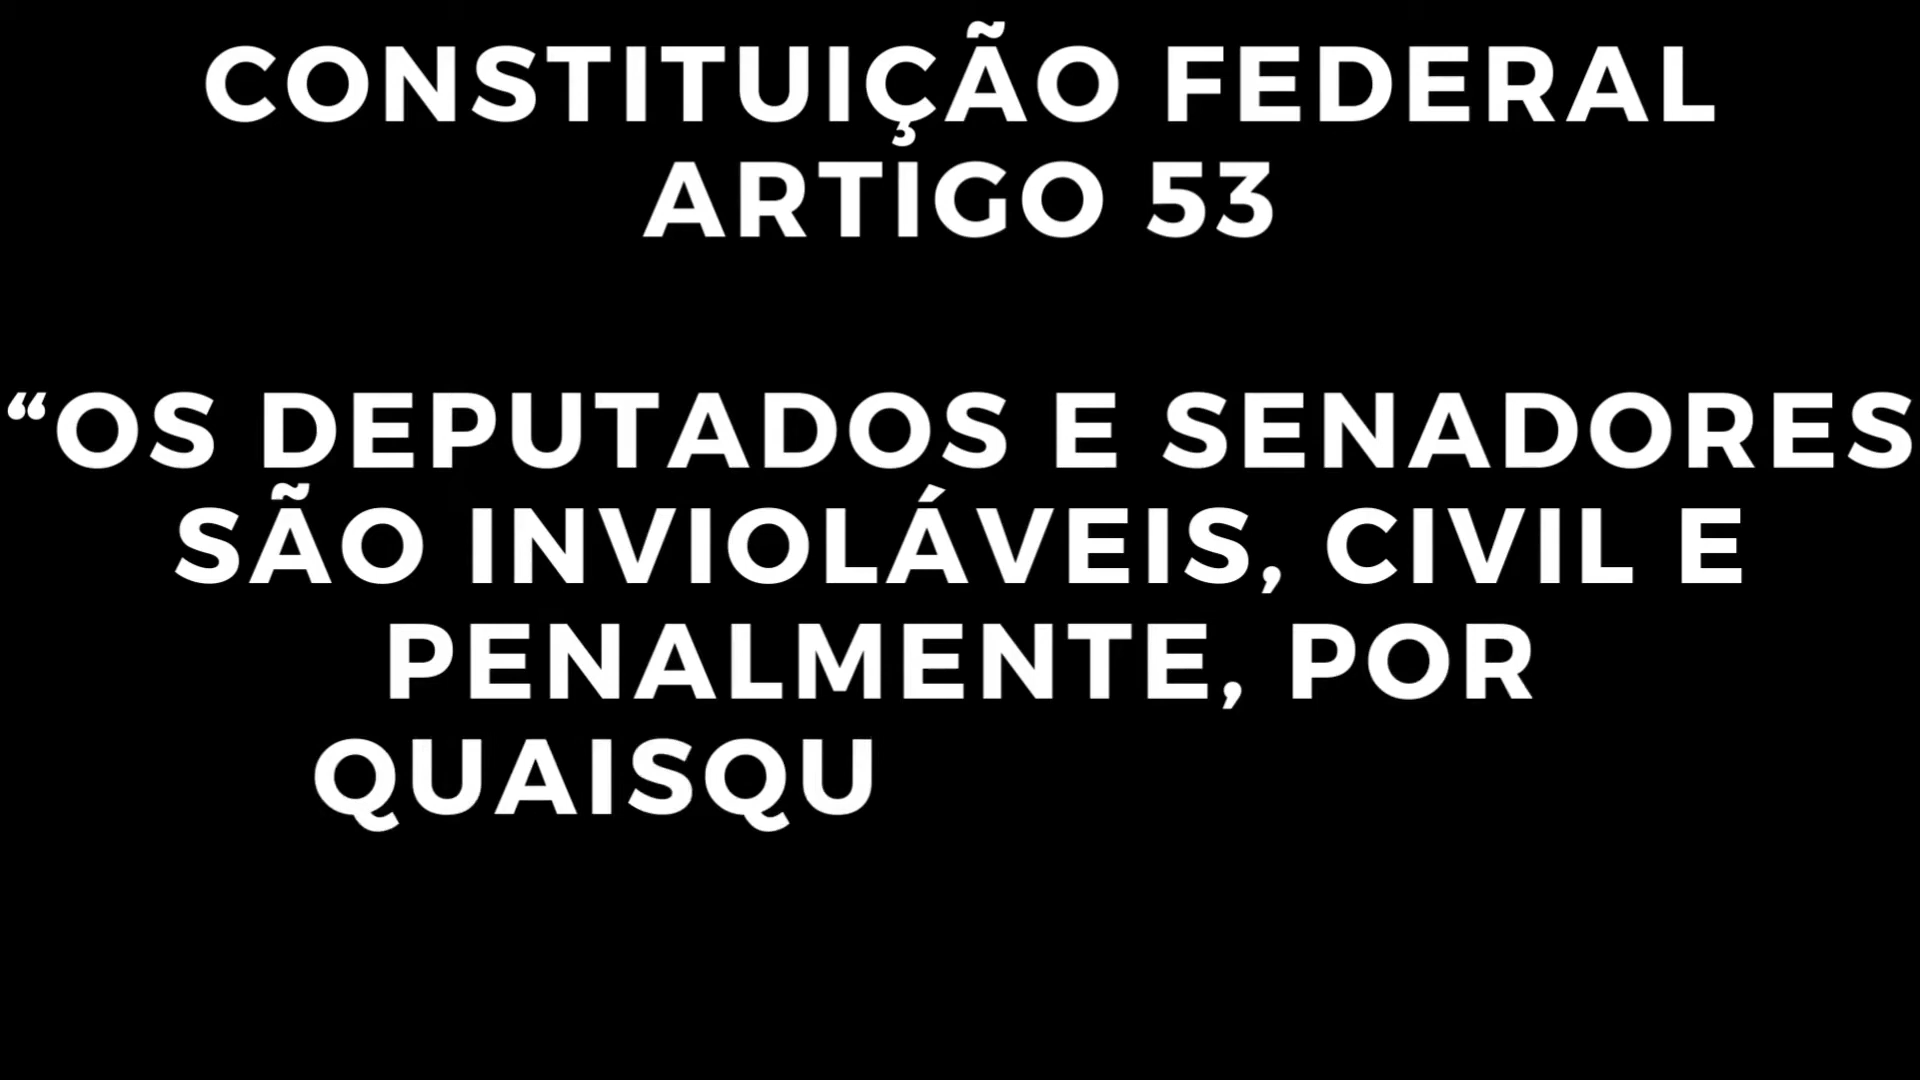 CONSTITUIÇÃO FEDERAL
ARTIGO 53
“OS DEPUTADOS E SENADORES
SÃO INVIOLÁVEIS, CIVIL E
PENALMENTE, POR
QUAISQU